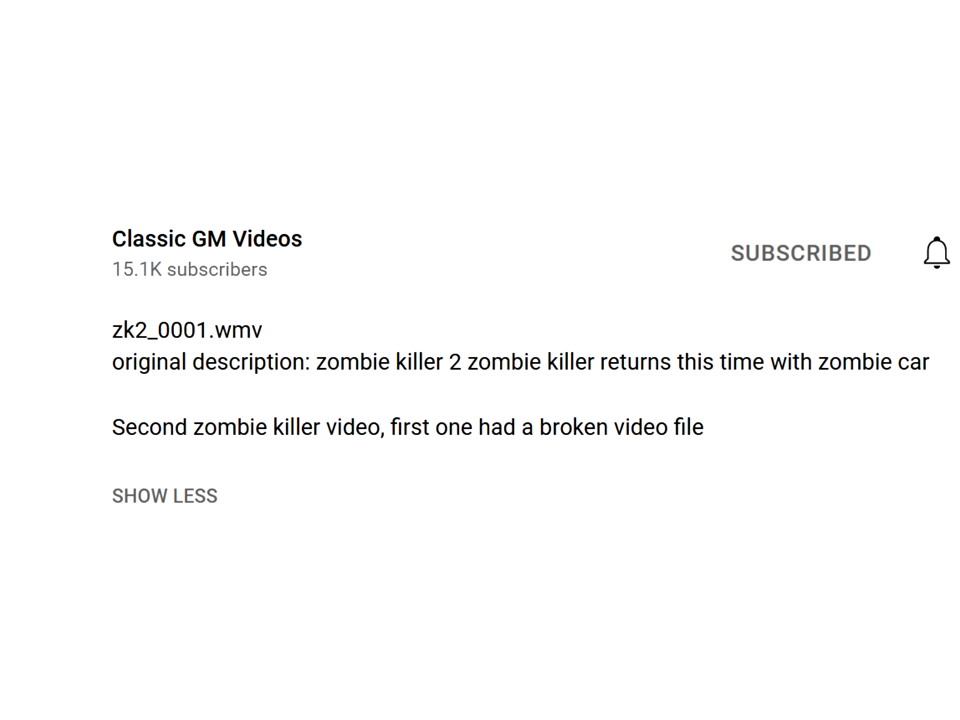 Classic GM Videos
15.1K subscribers
SUBSCRIBED
zk2_0001.wmv
original description: zombie killer 2 zombie killer returns this time with zombie car
Second zombie killer video, first one had a broken video file
SHOW LESS